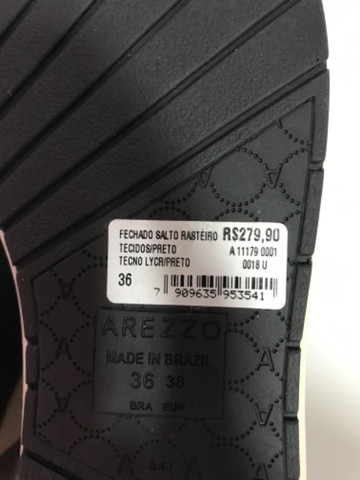 FECHADO SALTO RASTEIRO R$279,90
TECIDOS/PRETO A 11179 0001
TECNO LYCR/PRETO 0018 U
36
7 909635 953541
AREZZO
MADE IN BRAZIL
36 38
BRA EUR